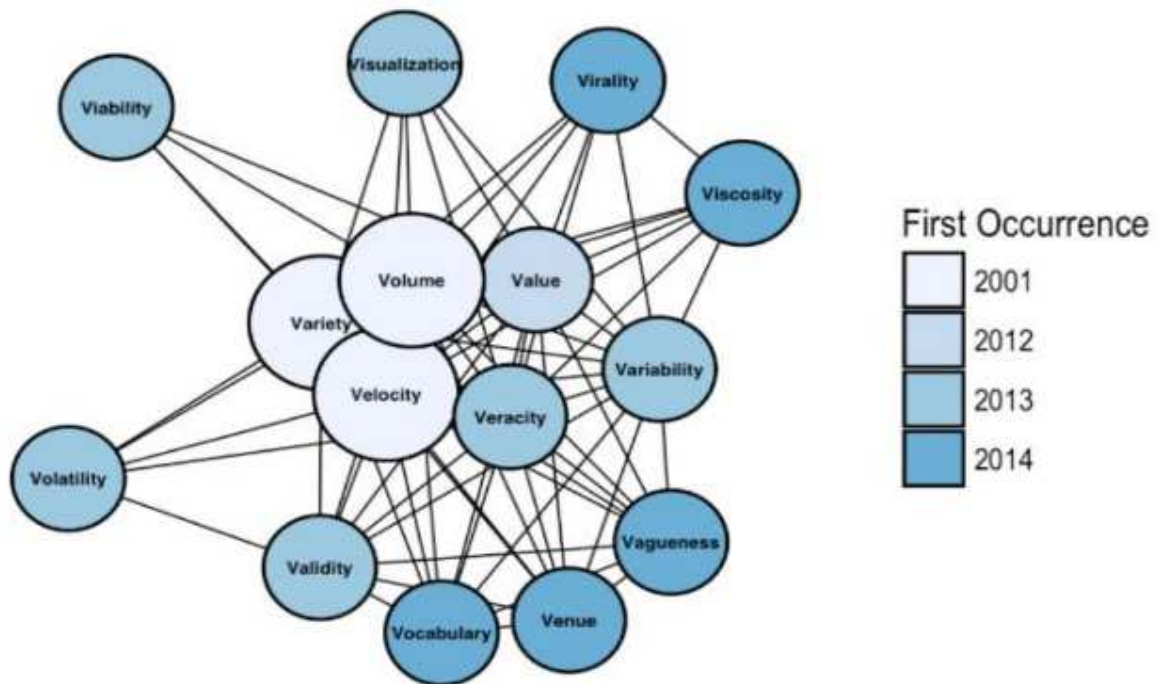 Visualization
Virality
Viability
Viscosity
Volume
Value
Variety
Variability
Velocity
Veracity
Volatility
Vagueness
Validity
Venue
Vocabulary
First Occurrence
2001
2012
2013
2014